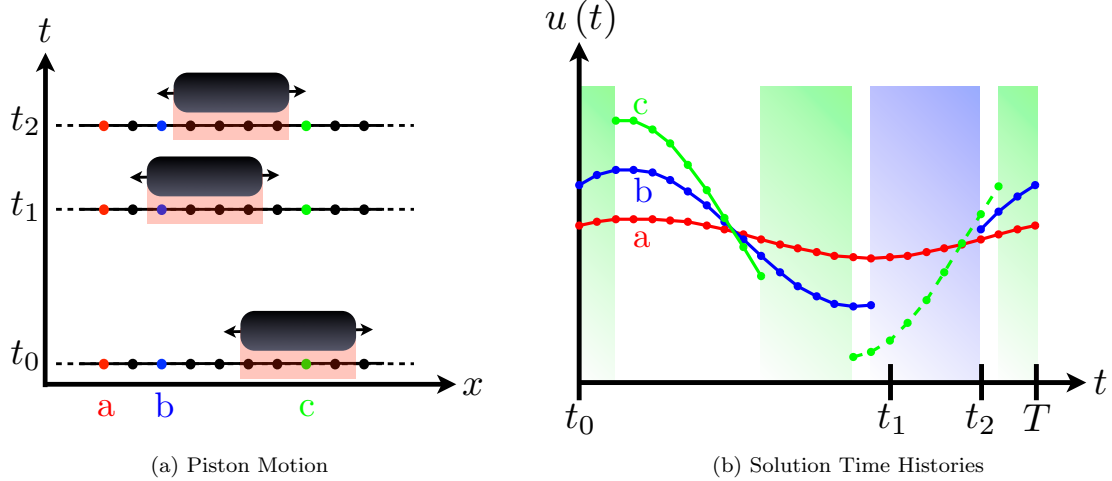 t
t₂
t₁
t₀
x
a b c
(a) Piston Motion
u (t)
c
b
a
t
t₀ t₁ t₂ T
(b) Solution Time Histories